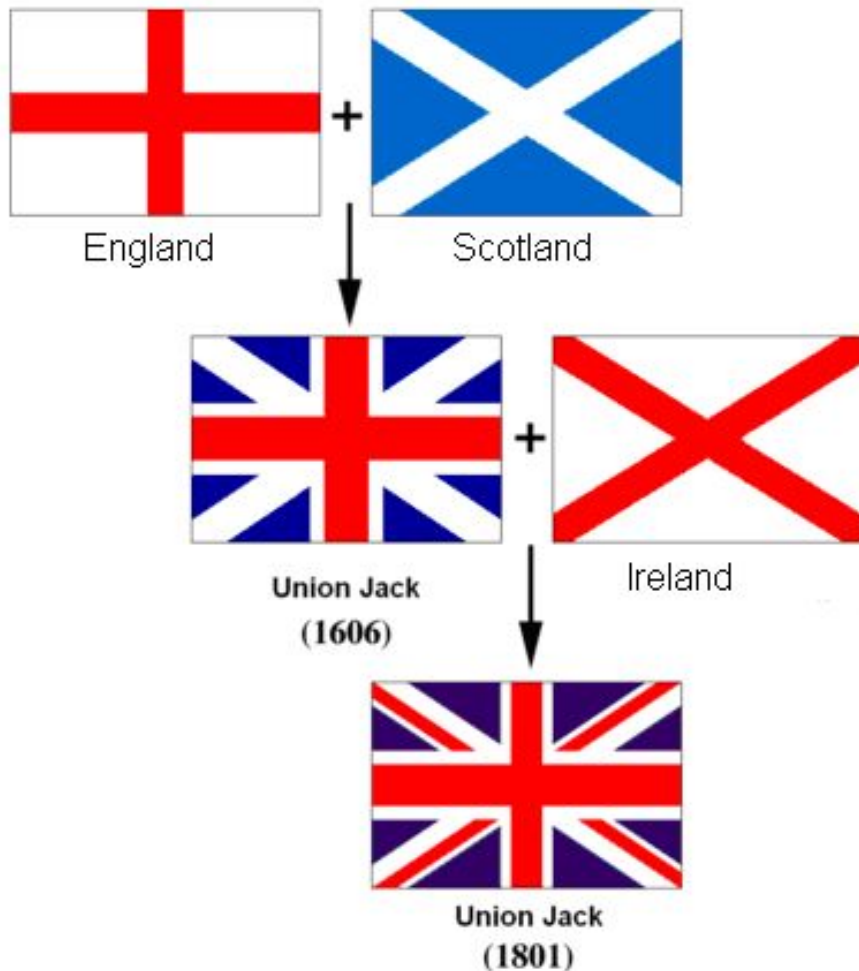 +
England
Scotland
+
Ireland
Union Jack
(1606)
Union Jack
(1801)